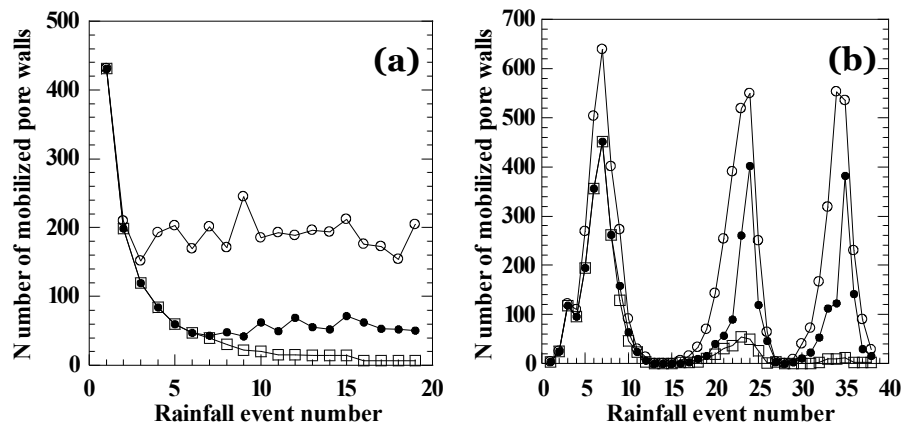 500
400
300
200
100
0
Number of mobilized pore walls
(a)
0 5 10 15 20
Rainfall event number
700
600
500
400
300
200
100
0
Number of mobilized pore walls
(b)
0 5 10 15 20 25 30 35 40
Rainfall event number